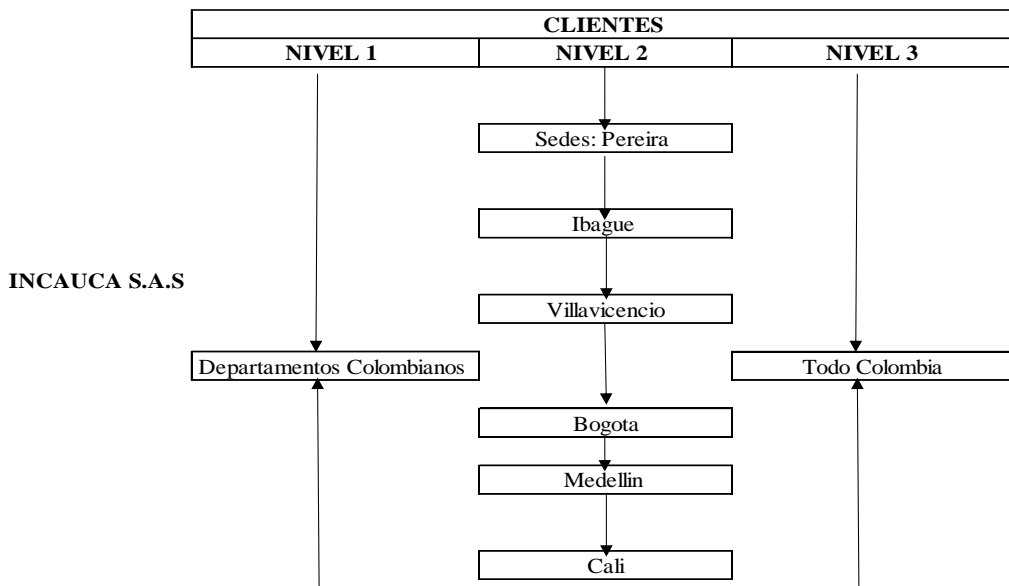 CLIENTES
NIVEL 1 NIVEL 2 NIVEL 3
Sedes: Pereira
Ibague
INCAUCA S.A.S
Villavicencio
Departamentos Colombianos Todo Colombia
Bogota
Medellin
Cali